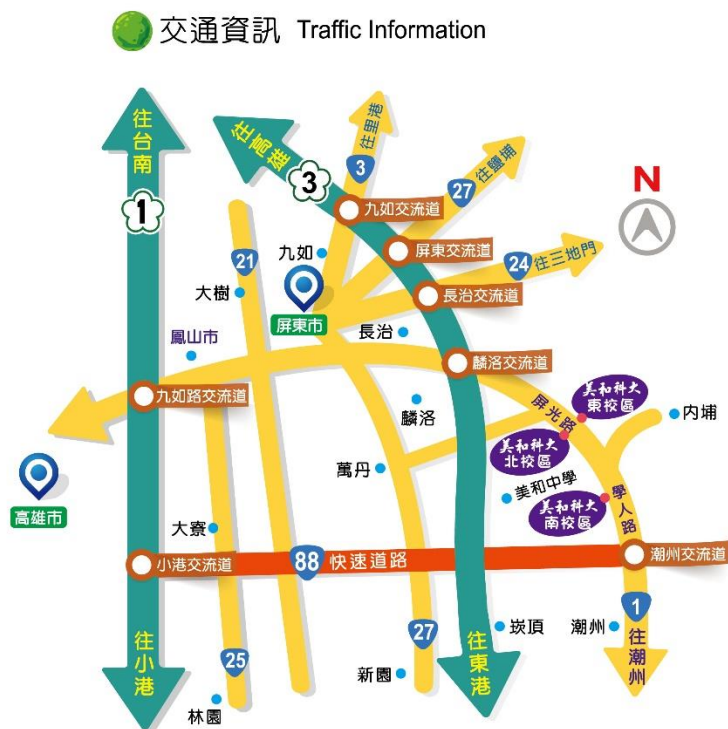 交通資訊 Traffic Information
往台南
往高雄
往里港
往鹽埔
往三地門
N
1
3
3
27
24
21
九如交流道
屏東交流道
長治交流道
九如
大樹
屏東市
長治
鳳山市
麟洛交流道
九如路交流道
屏光路
美和科大
東校區
內埔
麟洛
美和科大
北校區
萬丹
美和中學
美和科大
南校區
學人路
高雄市
大寮
小港交流道
88
快速道路
潮州交流道
往小港
25
林園
新園
27
往東港
崁頂
潮州
1
往潮州